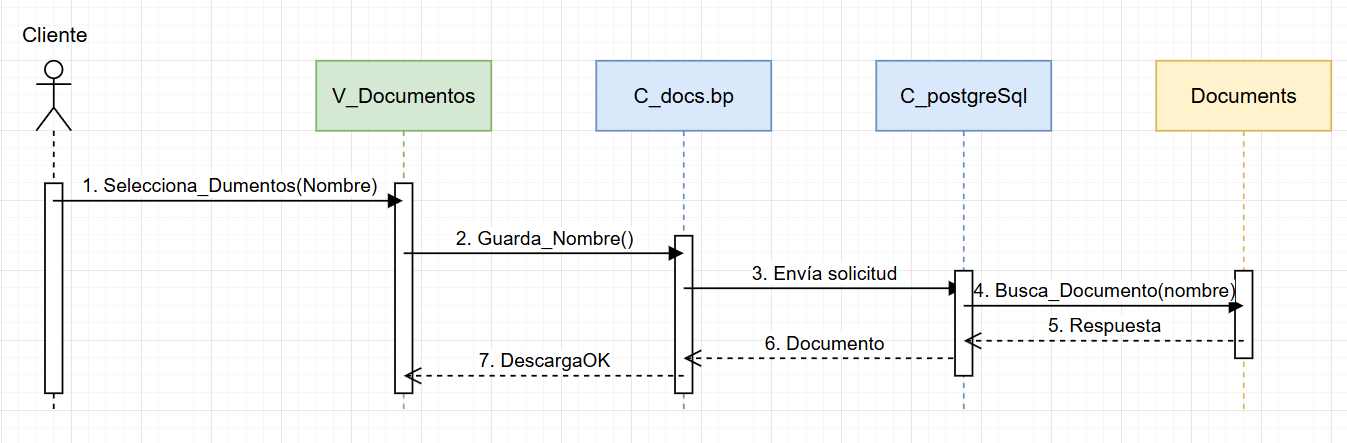 Cliente
V_Documentos
C_docs.bp
C_postgreSql
Documents
1. Selecciona_Dumentos(Nombre)
2. Guarda_Nombre()
3. Envía solicitud
4. Busca_Documento(nombre)
5. Respuesta
6. Documento
7. DescargaOK